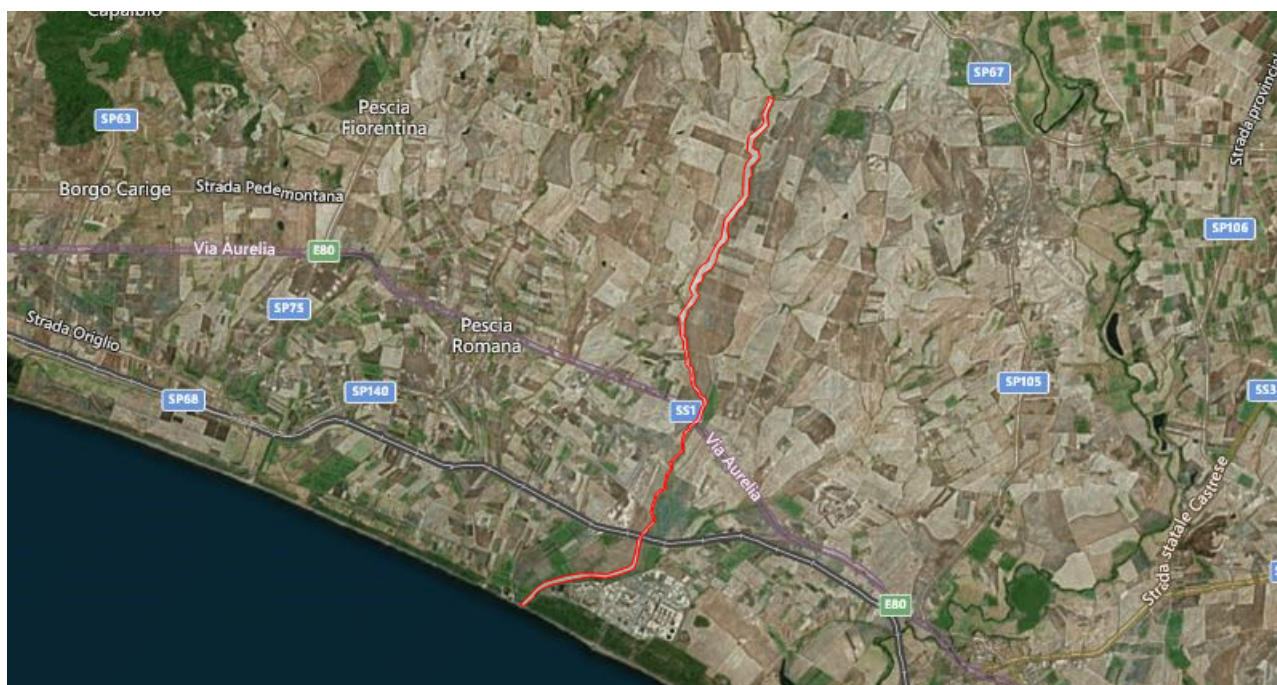 Capalbio
SP67
Pescia
Fiorentina
SP63
Strada provincial
Borgo Carige
Strada Pedemontana
SP106
Via Aurelia
E80
SP75
Strada Origlio
Pescia
Romana
SP140
SP68
SP105
SS3
SS1
Via Aurelia
Strada statale Castrese
E80